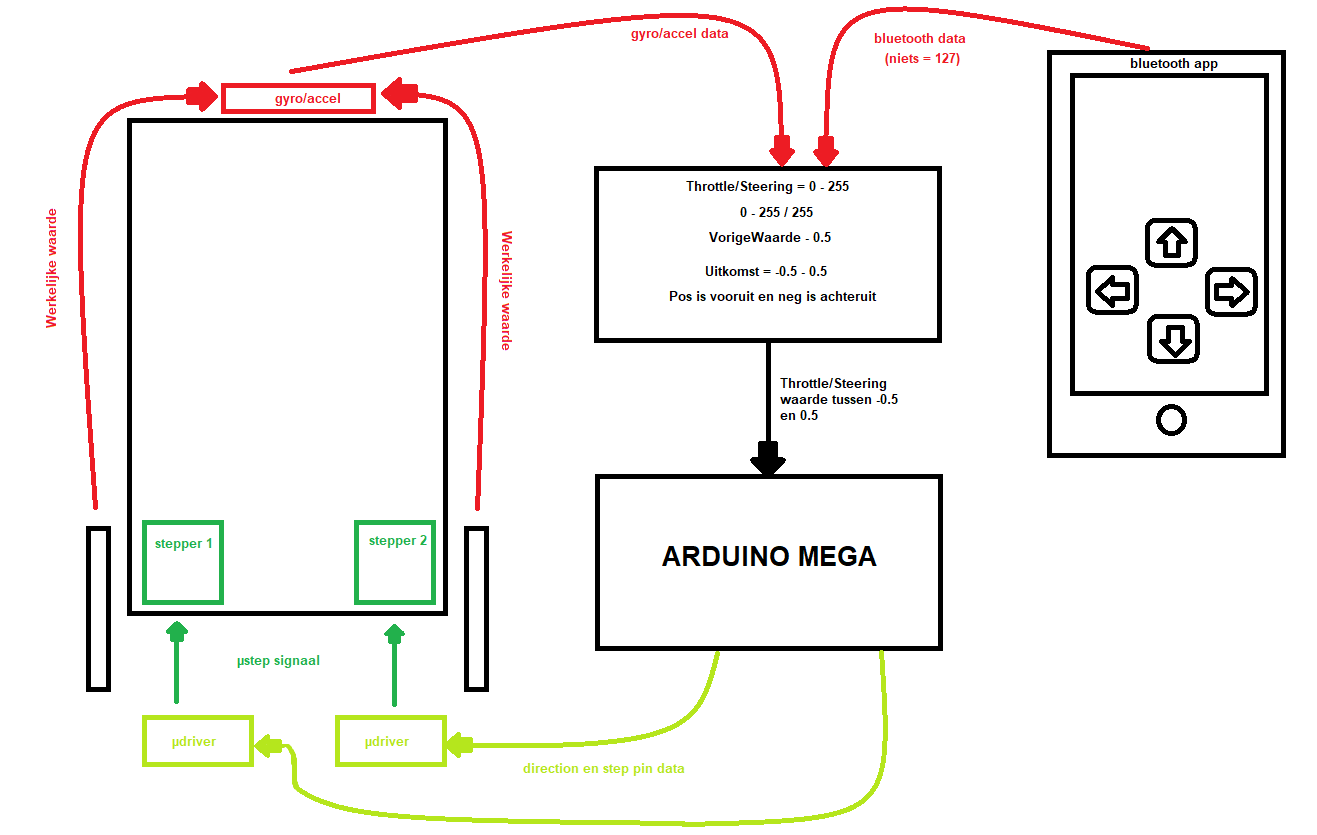 gyro/accel data
bluetooth data
(niets = 127)
bluetooth app
gyro/accel
Werkelijke waarde
Werkelijke waarde
Throttle/Steering = 0 - 255
0 - 255 / 255
VorigeWaarde - 0.5
Uitkomst = -0.5 - 0.5
Pos is vooruit en neg is achteruit
Throttle/Steering
waarde tussen -0.5
en 0.5
stepper 1
stepper 2
ARDUINO MEGA
µstep signaal
µdriver
µdriver
direction en step pin data